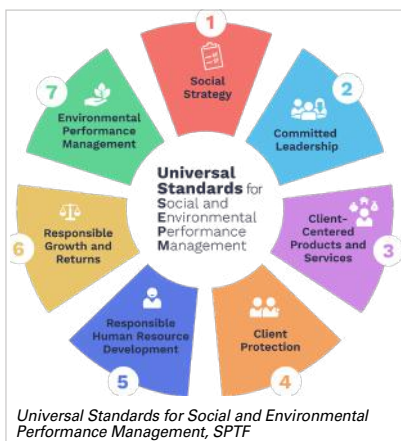 1
Social
Strategy
2
Committed
Leadership
3
Client-
Centered
Products and
Services
4
Client
Protection
5
Responsible
Human Resource
Development
6
Responsible
Growth and
Returns
7
Environmental
Performance
Management
Universal
Standards for
Social and
Environmental
Performance
Management
Universal Standards for Social and Environmental
Performance Management, SPTF